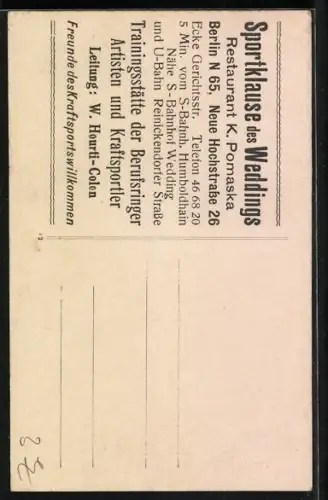 Sportklause des Weddings
Restaurant K. Pomaska
Berlin N 65, Neue Hochstraße 26
Ecke Gerichtsstr. Telefon 46 68 20
5 Min. vom S-Bahnh. Humboldhain
Nähe S-Bahnhof Wedding
und U-Bahn Reinickendorfer Straße
Trainingsstätte der Berufsringer
Artisten und Kraftsportler
Leitung: W. Hourti-Colon
Freunde des Kraftsports willkommen